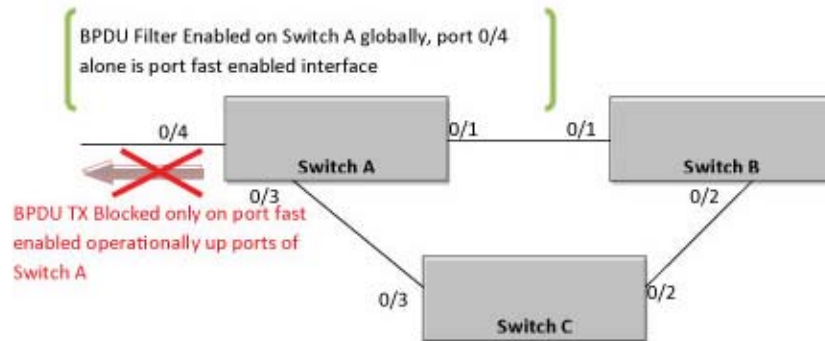 BPDU Filter Enabled on Switch A globally, port 0/4
alone is port fast enabled interface
0/4
0/1
0/1
Switch A
Switch B
0/3
0/2
BPDU TX Blocked only on port fast
enabled operationally up ports of
Switch A
0/3
0/2
Switch C